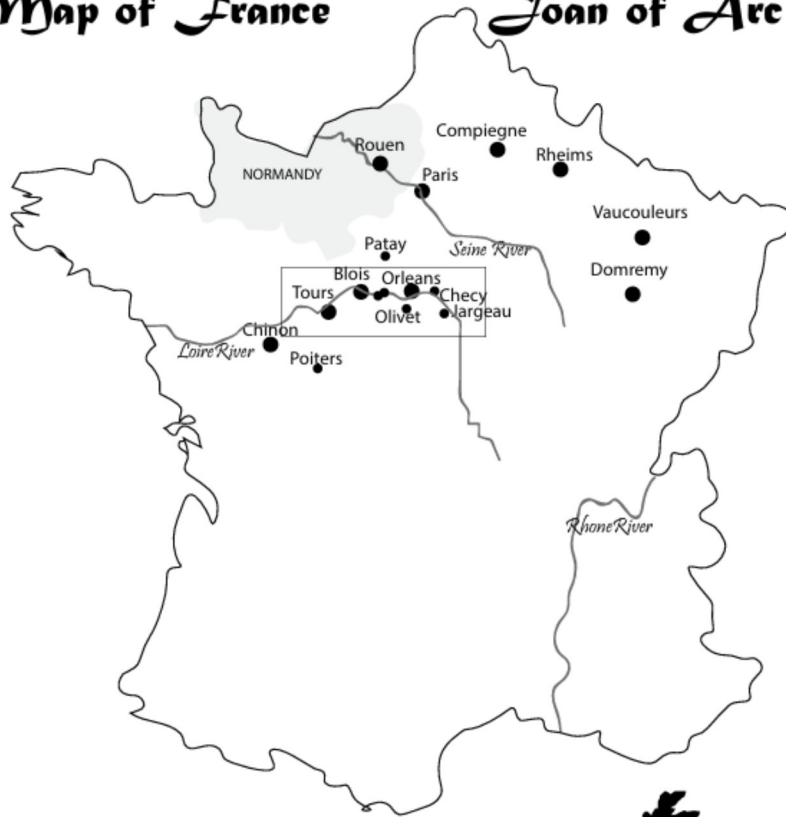 Map of France
Joan of Arc
Compiegne
Rouen
Rheims
NORMANDY
Paris
Vaucouleurs
Patay
Seine River
Domremy
Blois
Orleans
Tours
Checy
Jargeau
Olivet
Chinon
Loire River
Poiters
Rhone River